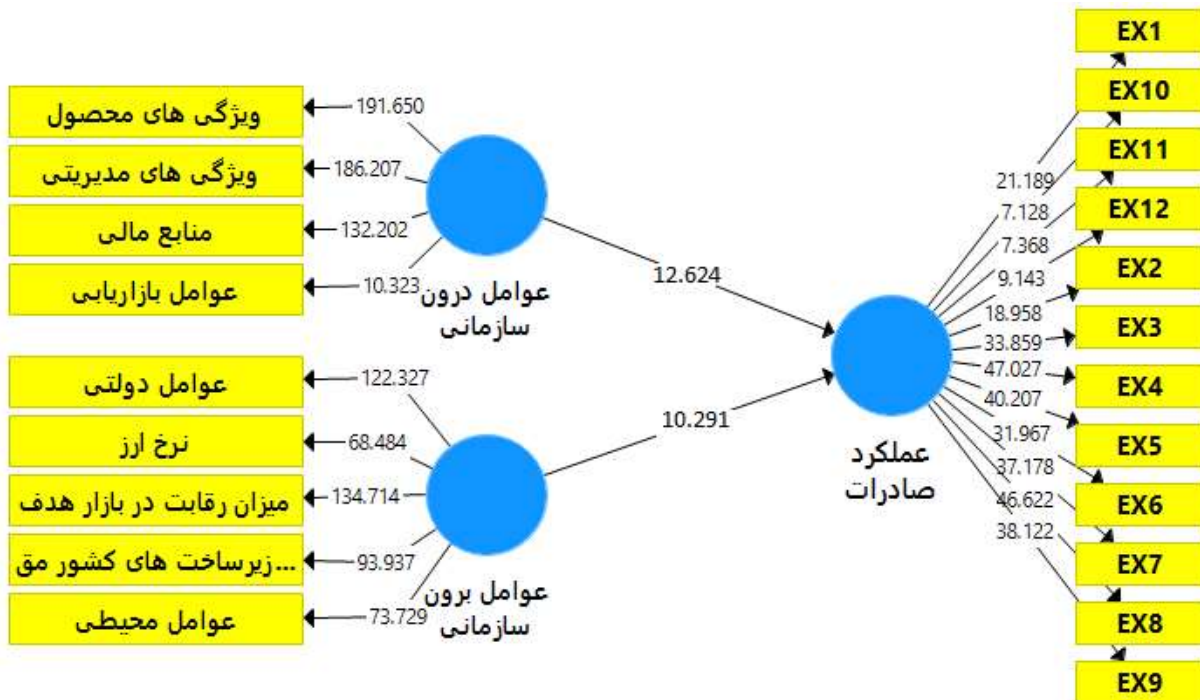 ویژگی های محصول
ویژگی های مدیریتی
منابع مالی
عوامل بازاریابی
191.650
186.207
132.202
10.323
عوامل درون
سازمانی
عوامل دولتی
نرخ ارز
میزان رقابت در بازار هدف
زیرساخت های کشور مق...
عوامل محیطی
122.327
68.484
134.714
93.937
73.729
عوامل برون
سازمانی
12.624
10.291
عملکرد
صادرات
21.189
7.128
7.368
9.143
18.958
33.859
47.027
40.207
31.967
37.178
46.622
38.122
EX1
EX10
EX11
EX12
EX2
EX3
EX4
EX5
EX6
EX7
EX8
EX9